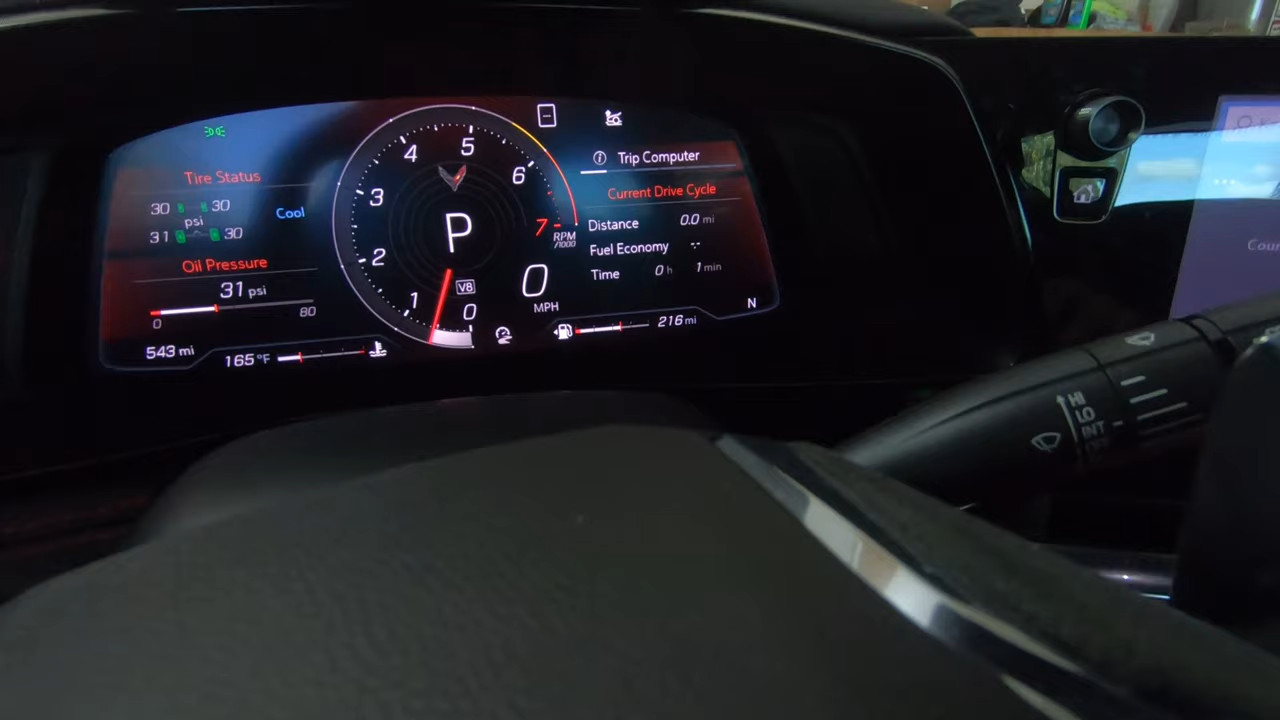 Tire Status
30 30
psi
Cool
31 30
Oil Pressure
31 psi
0 80
543 mi
165°F
4 5
3 6
2 7
1 0
P
V8
RPM
/1000
0
MPH
Trip Computer
Current Drive Cycle
Distance 0.0 mi
Fuel Economy --
Time 0 h 1 min
216 mi
N
HI
LO
INT
OFF